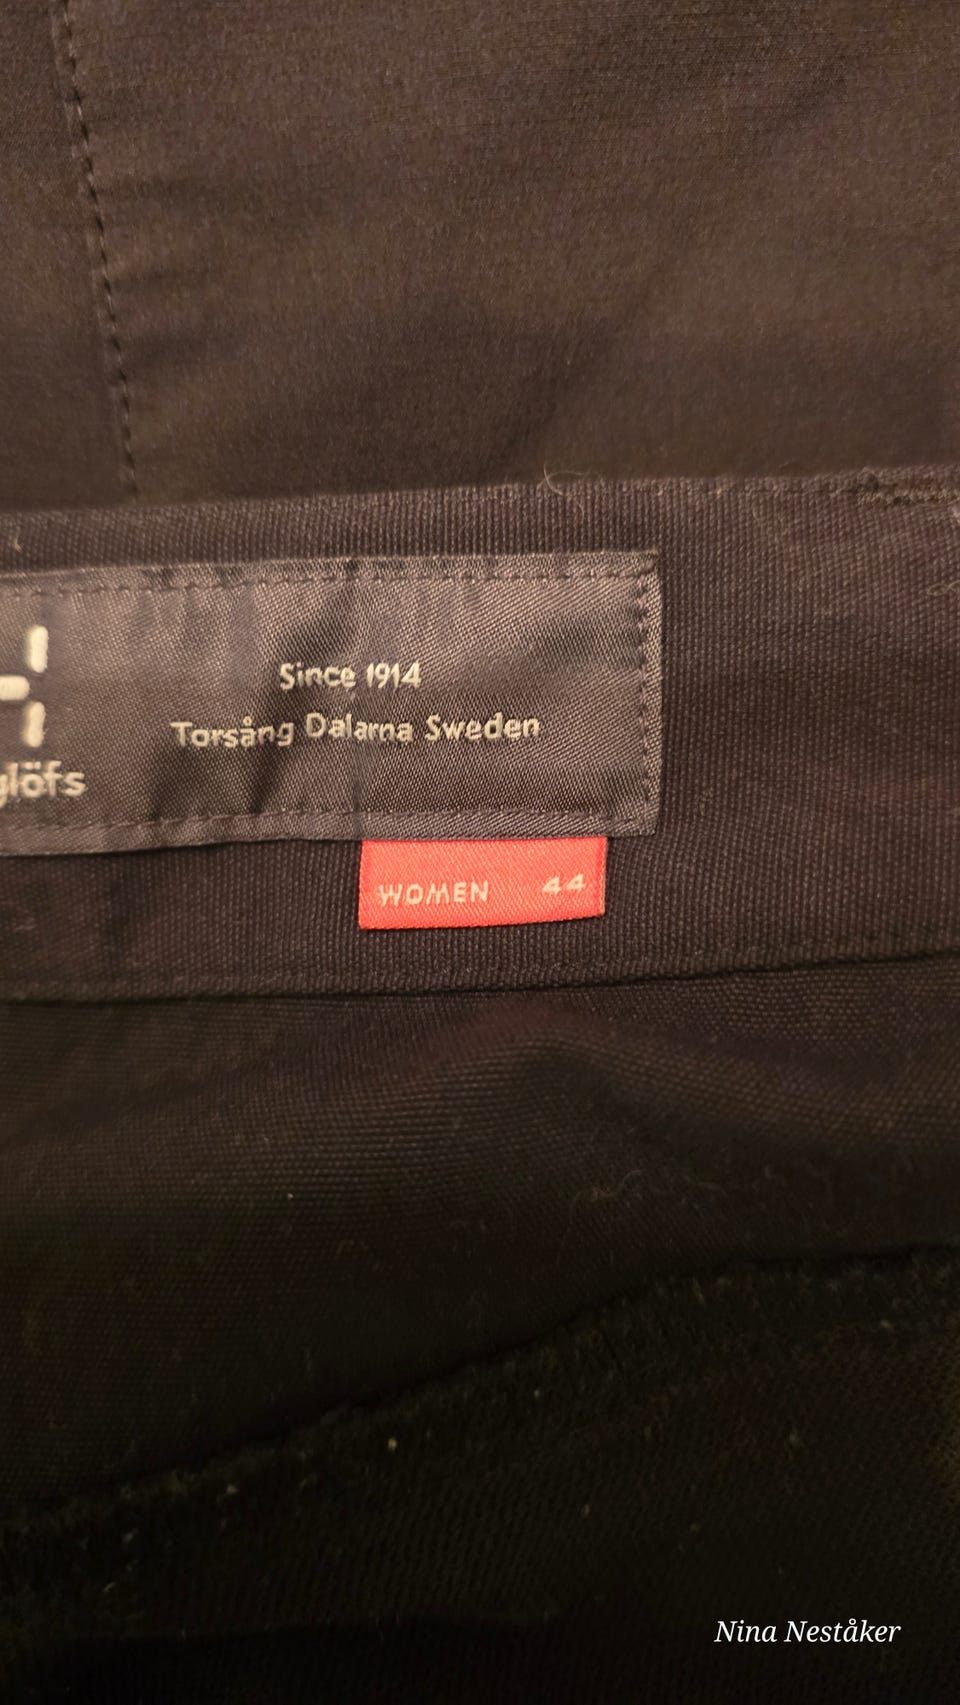 Since 1914
Torsång Dalarna Sweden
glöfs
WOMEN 44
Nina Neståker